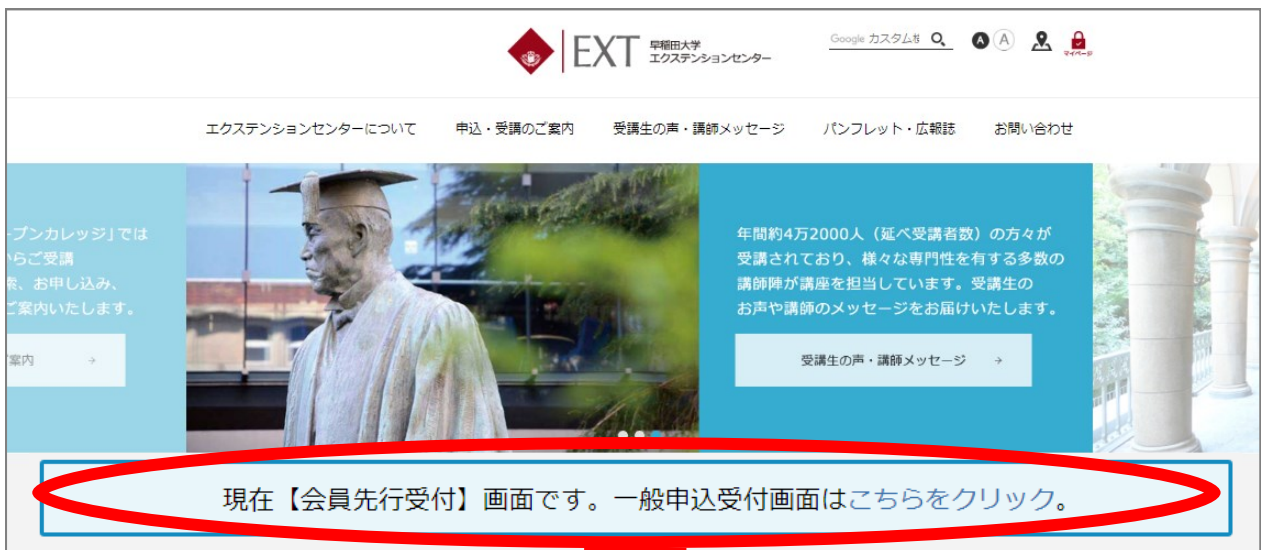 EXT 早稲田大学
エクステンションセンター
Google カスタム
A A
マイページ
エクステンションセンターについて 申込・受講のご案内 受講生の声・講師メッセージ パンフレット・広報誌 お問い合わせ
ープンカレッジ」では
らご受講
、お申し込み、
ご案内いたします。
案内 →
年間約4万2000人（延べ受講者数）の方々が
受講されており、様々な専門性を有する多数の
講師陣が講座を担当しています。受講生の
お声や講師のメッセージをお届けいたします。
受講生の声・講師メッセージ →
現在【会員先行受付】画面です。一般申込受付画面はこちらをクリック。